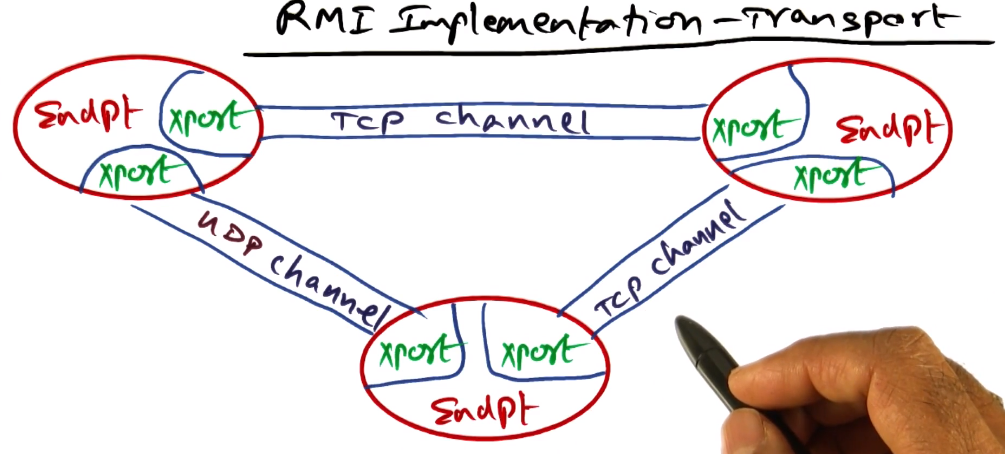 RMI Implementation - Transport
Endpt xport
TCP channel
xport Endpt
xport
xport
UDP channel
TCP channel
xport xport
Endpt